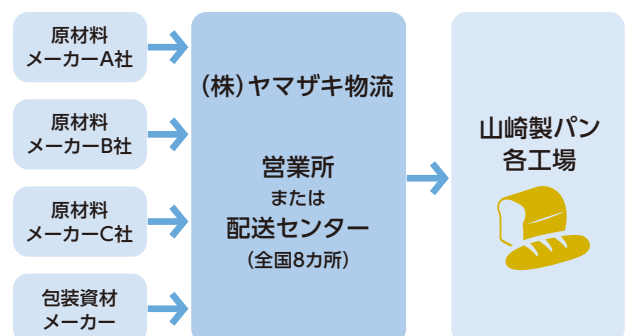 原材料
メーカーA社
原材料
メーカーB社
原材料
メーカーC社
包装資材
メーカー
(株)ヤマザキ物流
営業所
または
配送センター
(全国8カ所)
山崎製パン
各工場